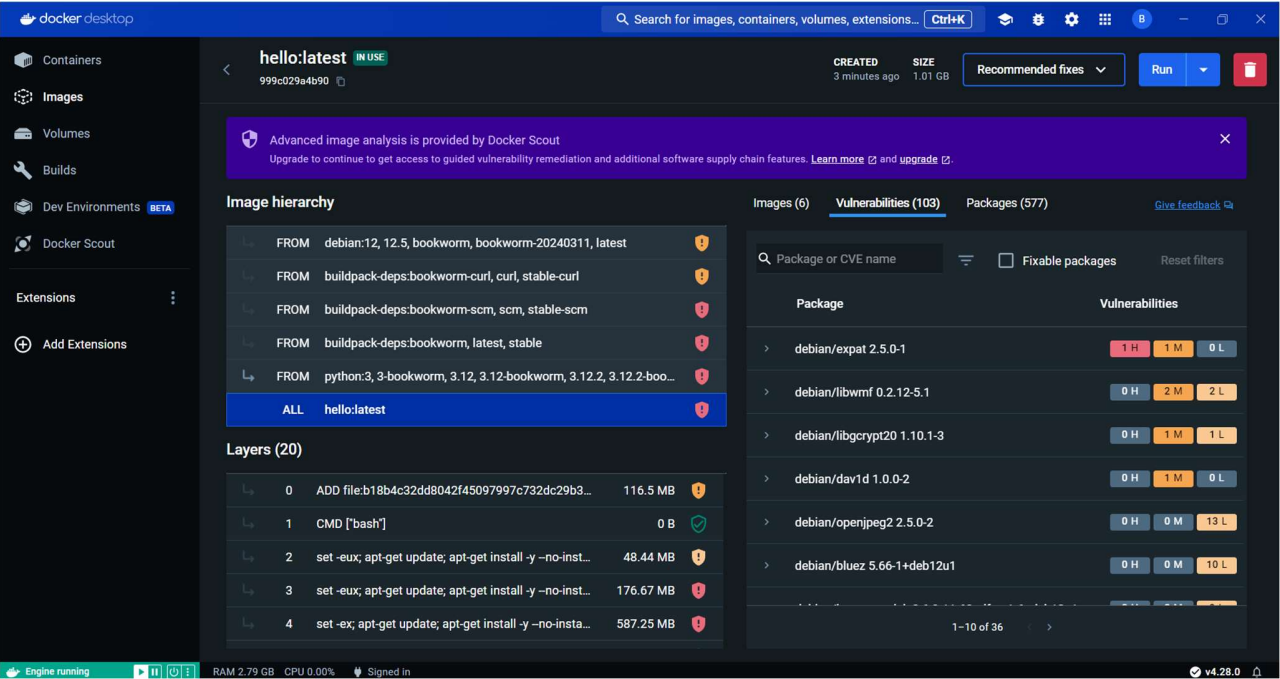 docker desktop
Search for images, containers, volumes, extensions... Ctrl+K
B
Containers
Images
Volumes
Builds
Dev Environments BETA
Docker Scout
Extensions
Add Extensions
hello:latest IN USE
999c029a4b90
CREATED
3 minutes ago
SIZE
1.01 GB
Recommended fixes
Run
Advanced image analysis is provided by Docker Scout
Upgrade to continue to get access to guided vulnerability remediation and additional software supply chain features. Learn more and upgrade.
Image hierarchy
FROM debian:12, 12.5, bookworm, bookworm-20240311, latest
FROM buildpack-deps:bookworm-curl, curl, stable-curl
FROM buildpack-deps:bookworm-scm, scm, stable-scm
FROM buildpack-deps:bookworm, latest, stable
FROM python:3, 3-bookworm, 3.12, 3.12-bookworm, 3.12.2, 3.12.2-boo...
ALL hello:latest
Layers (20)
0 ADD file:b18b4c32dd8042f45097997c732dc29b3... 116.5 MB
1 CMD ["bash"] 0 B
2 set -eux; apt-get update; apt-get install -y --no-inst... 48.44 MB
3 set -eux; apt-get update; apt-get install -y --no-inst... 176.67 MB
4 set -ex; apt-get update; apt-get install -y --no-insta... 587.25 MB
Images (6) Vulnerabilities (103) Packages (577) Give feedback
Package or CVE name Fixable packages Reset filters
Package Vulnerabilities
debian/expat 2.5.0-1 1 H 1 M 0 L
debian/libwmf 0.2.12-5.1 0 H 2 M 2 L
debian/libgcrypt20 1.10.1-3 0 H 1 M 1 L
debian/dav1d 1.0.0-2 0 H 1 M 0 L
debian/openjpeg2 2.5.0-2 0 H 0 M 13 L
debian/bluez 5.66-1+deb12u1 0 H 0 M 10 L
1–10 of 36
Engine running
RAM 2.79 GB CPU 0.00% Signed in
v4.28.0